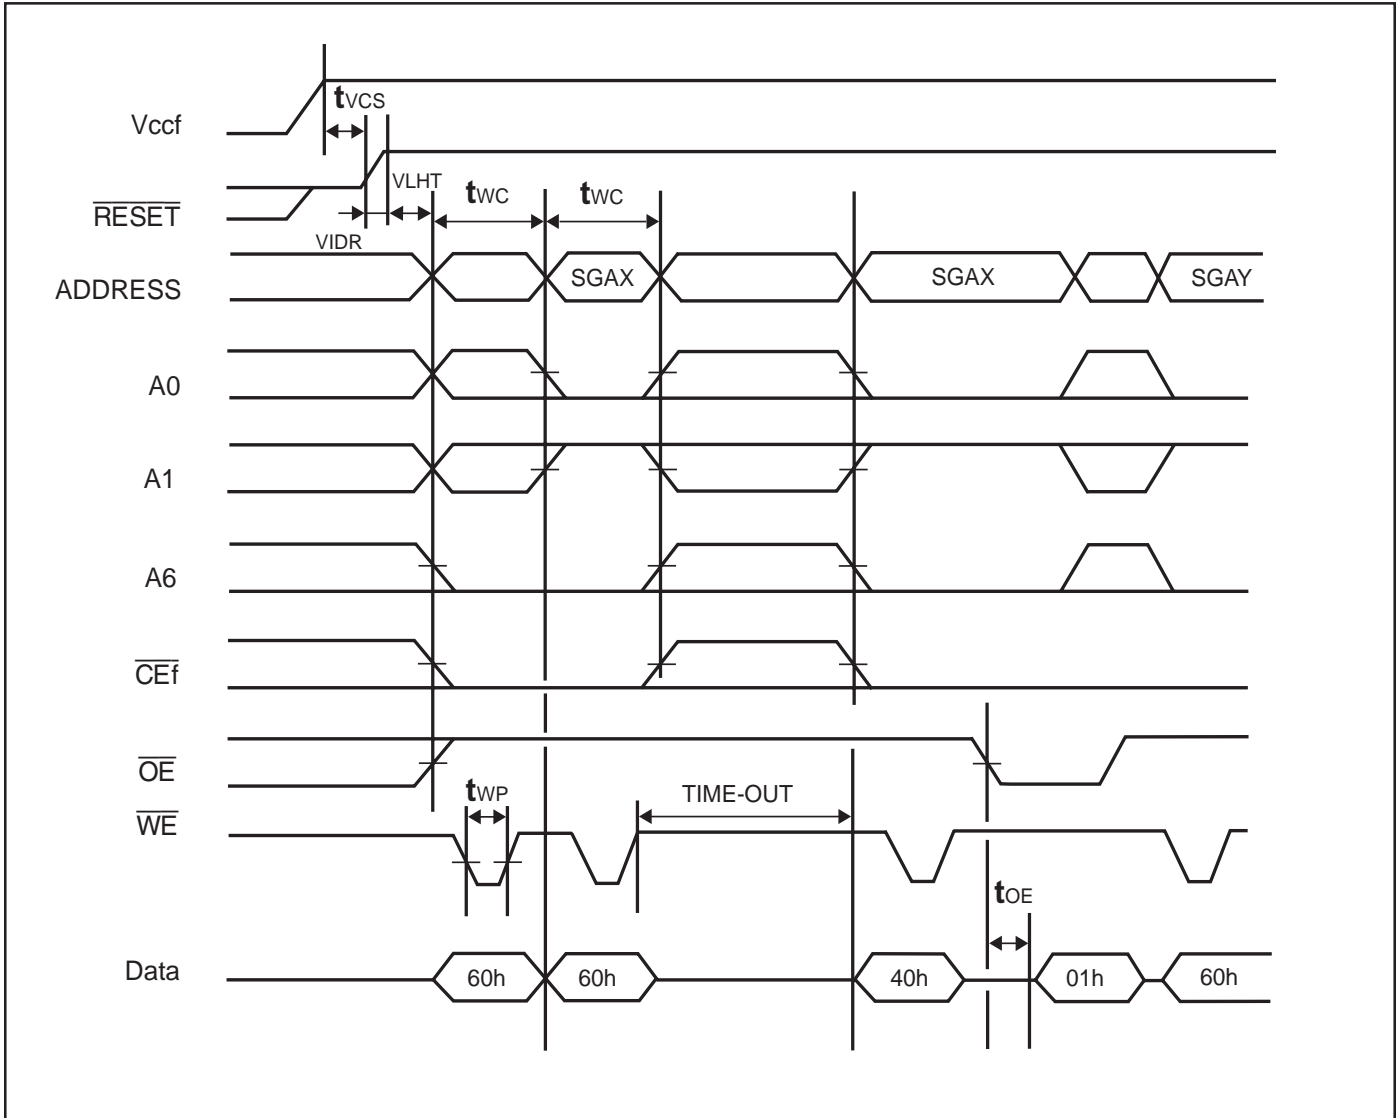 Vccf
tVCS
RESET
VLHT
tWC
tWC
VIDR
ADDRESS
SGAX
SGAX
SGAY
A0
A1
A6
CEf
OE
WE
tWP
TIME-OUT
tOE
Data
60h
60h
40h
01h
60h